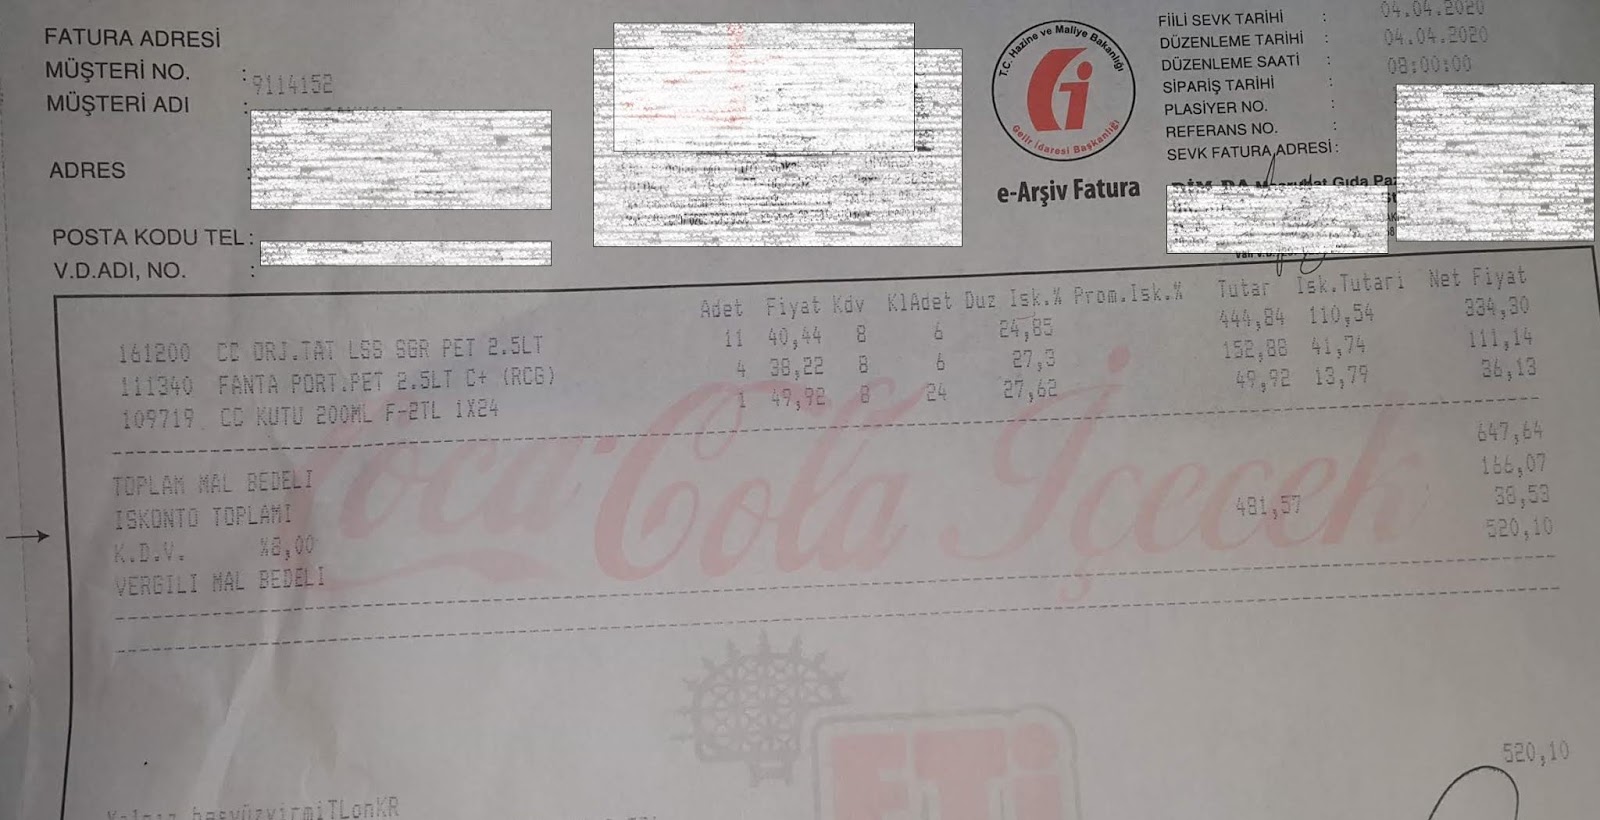 FATURA ADRESİ
MÜŞTERİ NO. : 9114152
MÜŞTERİ ADI :
ADRES :
POSTA KODU TEL :
V.D.ADI, NO. :
T.C. Hazine ve Maliye Bakanlığı
Gelir İdaresi Başkanlığı
e-Arşiv Fatura
FİİLİ SEVK TARİHİ : 04.04.2020
DÜZENLEME TARİHİ : 04.04.2020
DÜZENLEME SAATİ : 08:00:00
SİPARİŞ TARİHİ :
PLASİYER NO. :
REFERANS NO. :
SEVK FATURA ADRESİ :
Gıda
Adet Fiyat Kdv KlAdet Duz Isk.% Prom.Isk.% Tutar Isk.Tutari Net Fiyat
161200 CC ORJ.TAT LSS SGR PET 2.5LT 11 40,44 8 6 24,85 444,84 110,54 334,30
111340 FANTA PORT.PET 2.5LT C+ (RCG) 4 38,22 8 6 27,3 152,88 41,74 111,14
109719 CC KUTU 200ML F-2TL 1X24 1 49,92 8 24 27,62 49,92 13,79 36,13
TOPLAM MAL BEDELI 647,64
ISKONTO TOPLAMI 166,07
K.D.V. %8,00 481,57 38,53
VERGILI MAL BEDELI 520,10
Coca-Cola İçecek
ETi
520,10
beşyüzyirmiTLonKR